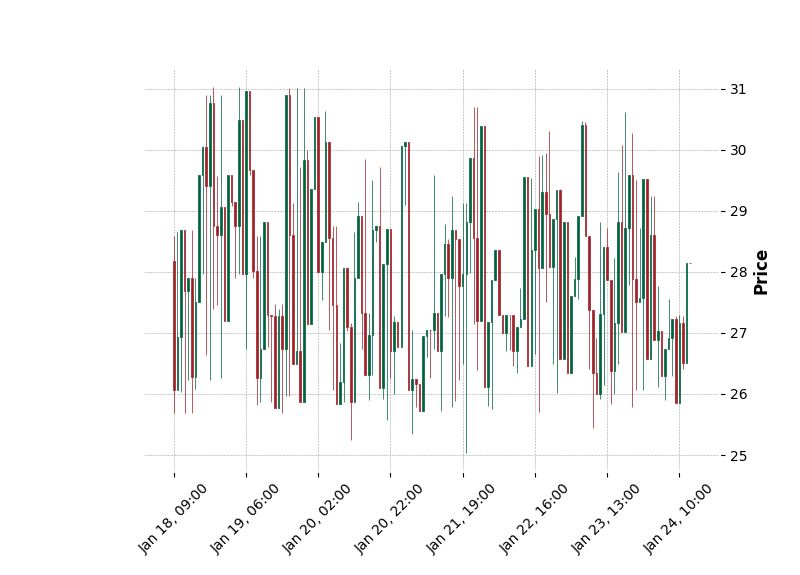 31
30
29
28
27
26
25
Price
Jan 18, 09:00
Jan 19, 06:00
Jan 20, 02:00
Jan 20, 22:00
Jan 21, 19:00
Jan 22, 16:00
Jan 23, 13:00
Jan 24, 10:00